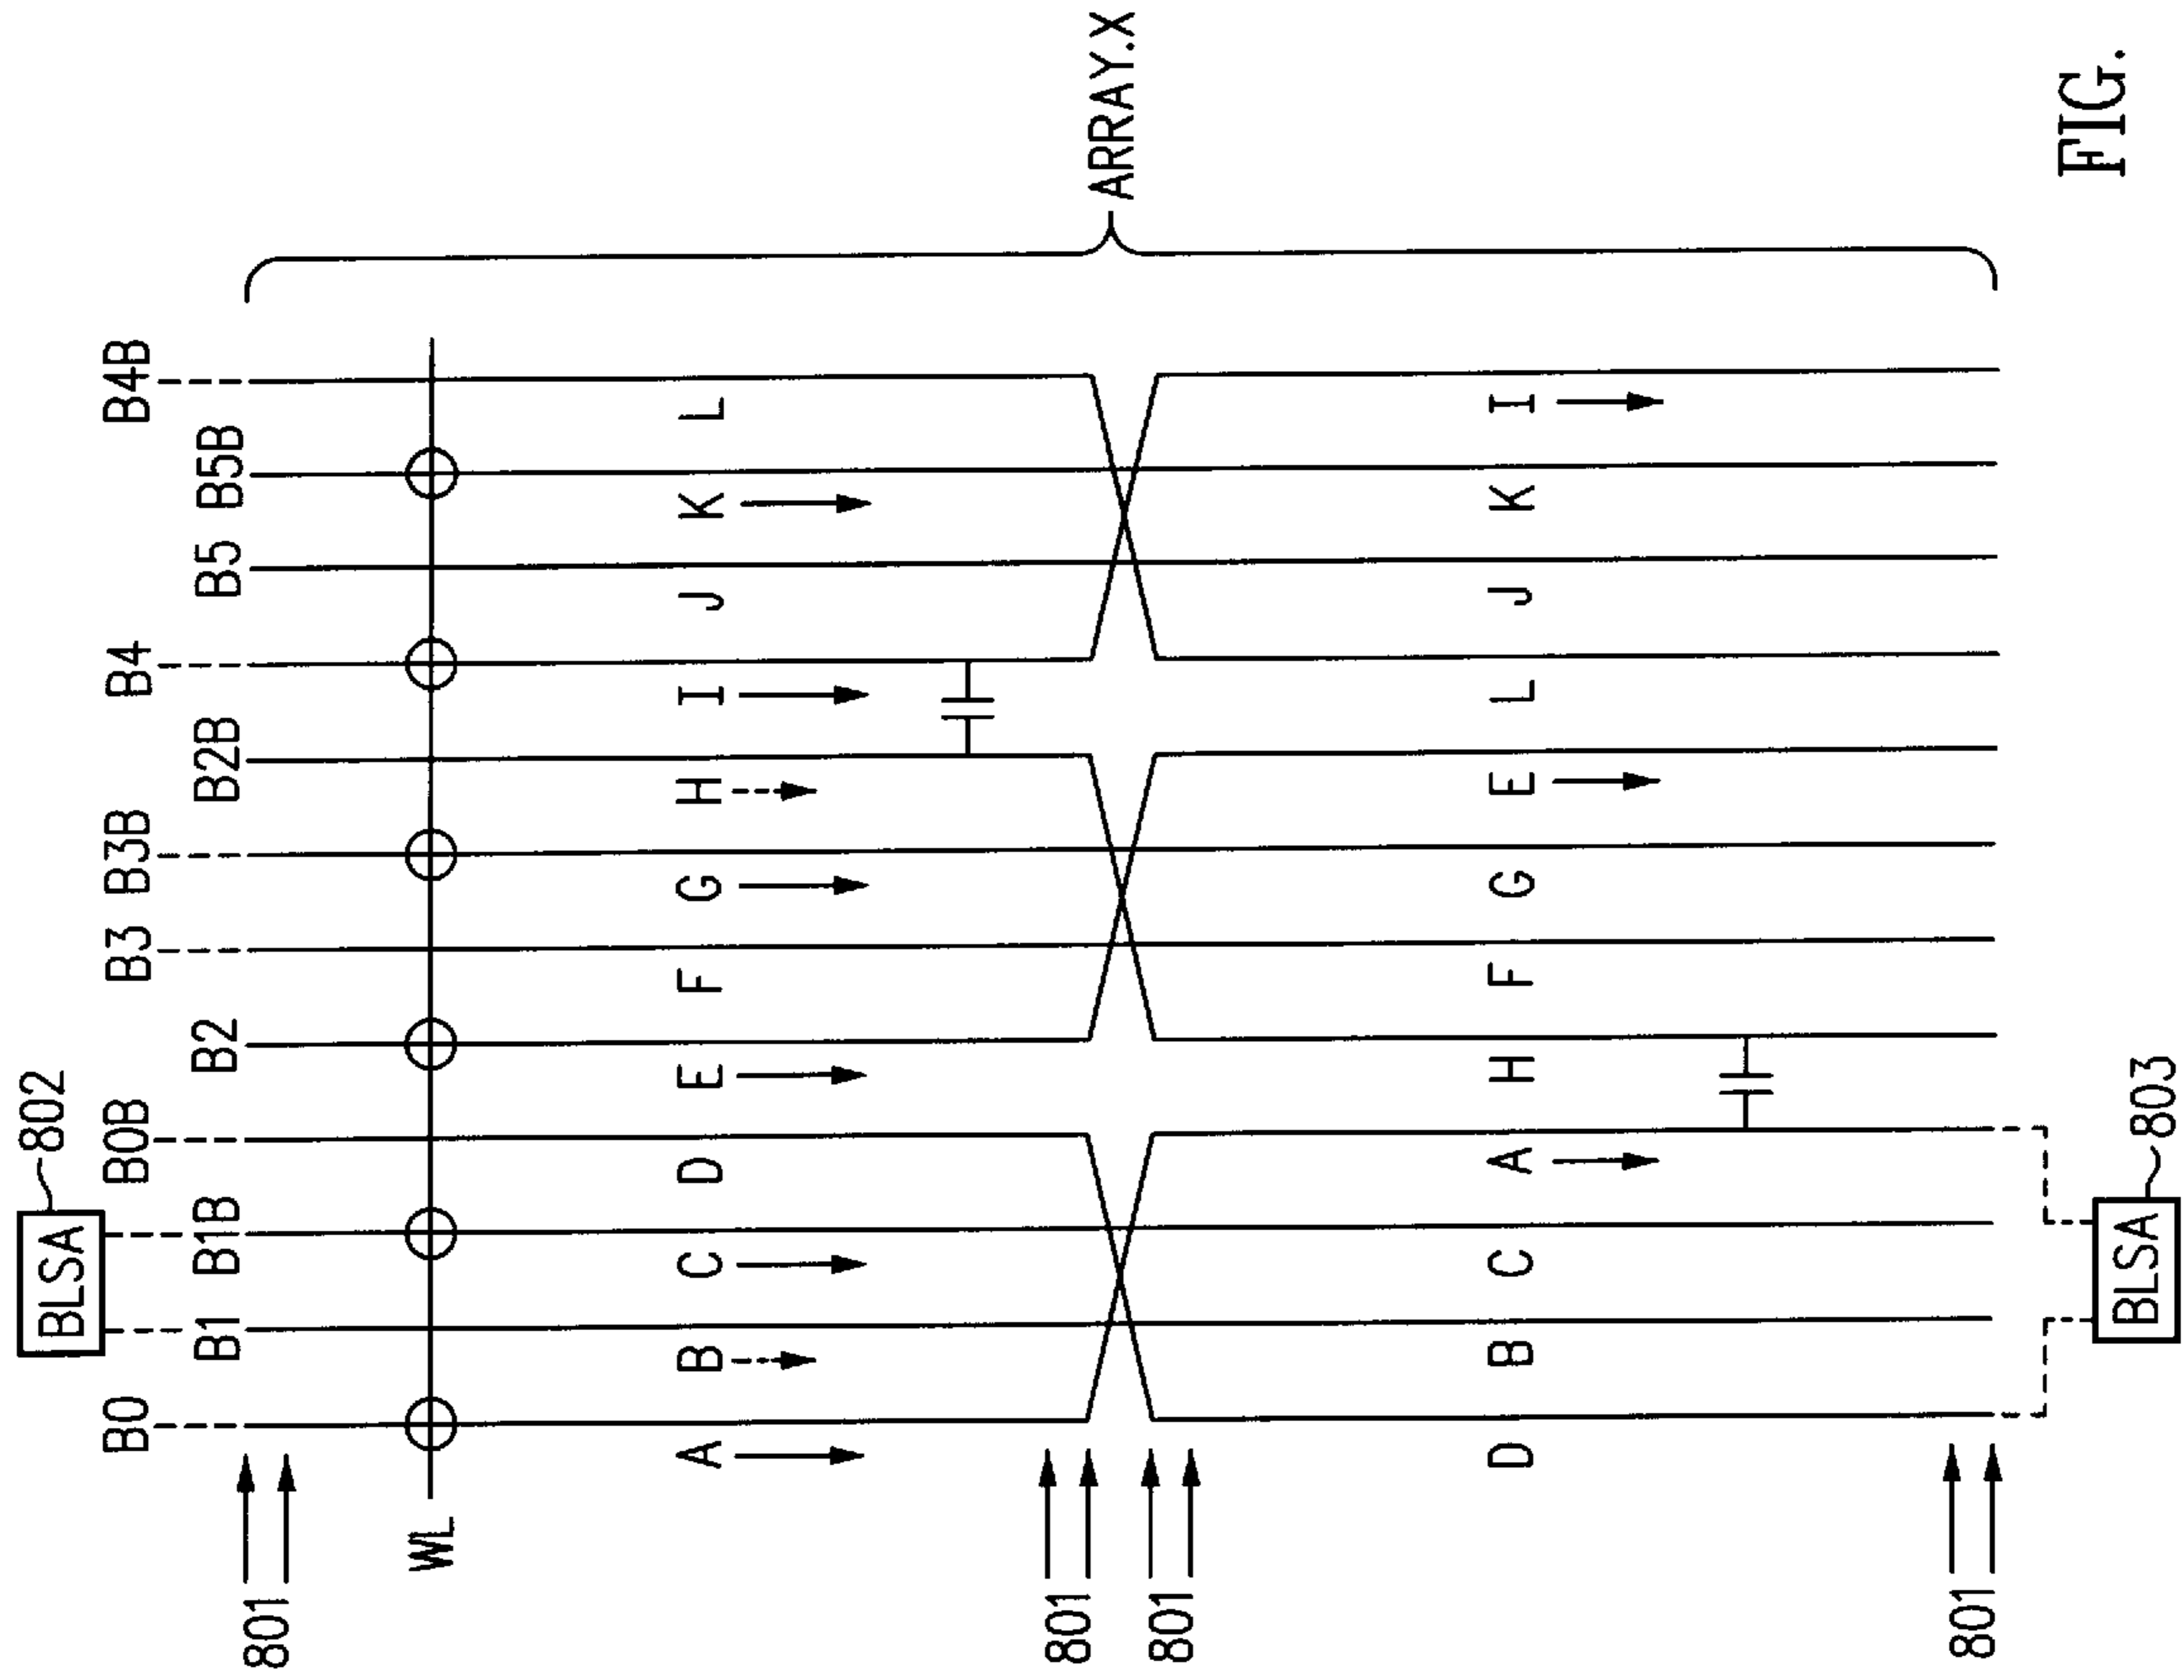 802
BLSA
B0 B0B B3 B3B B4 B4B
B1 B1B B2 B2B B5 B5B
801
WL
A B C D E F G H I J K L
ARRAY.X
801
801
D B C A H F G E L J K I
801
BLSA
803
FIG.